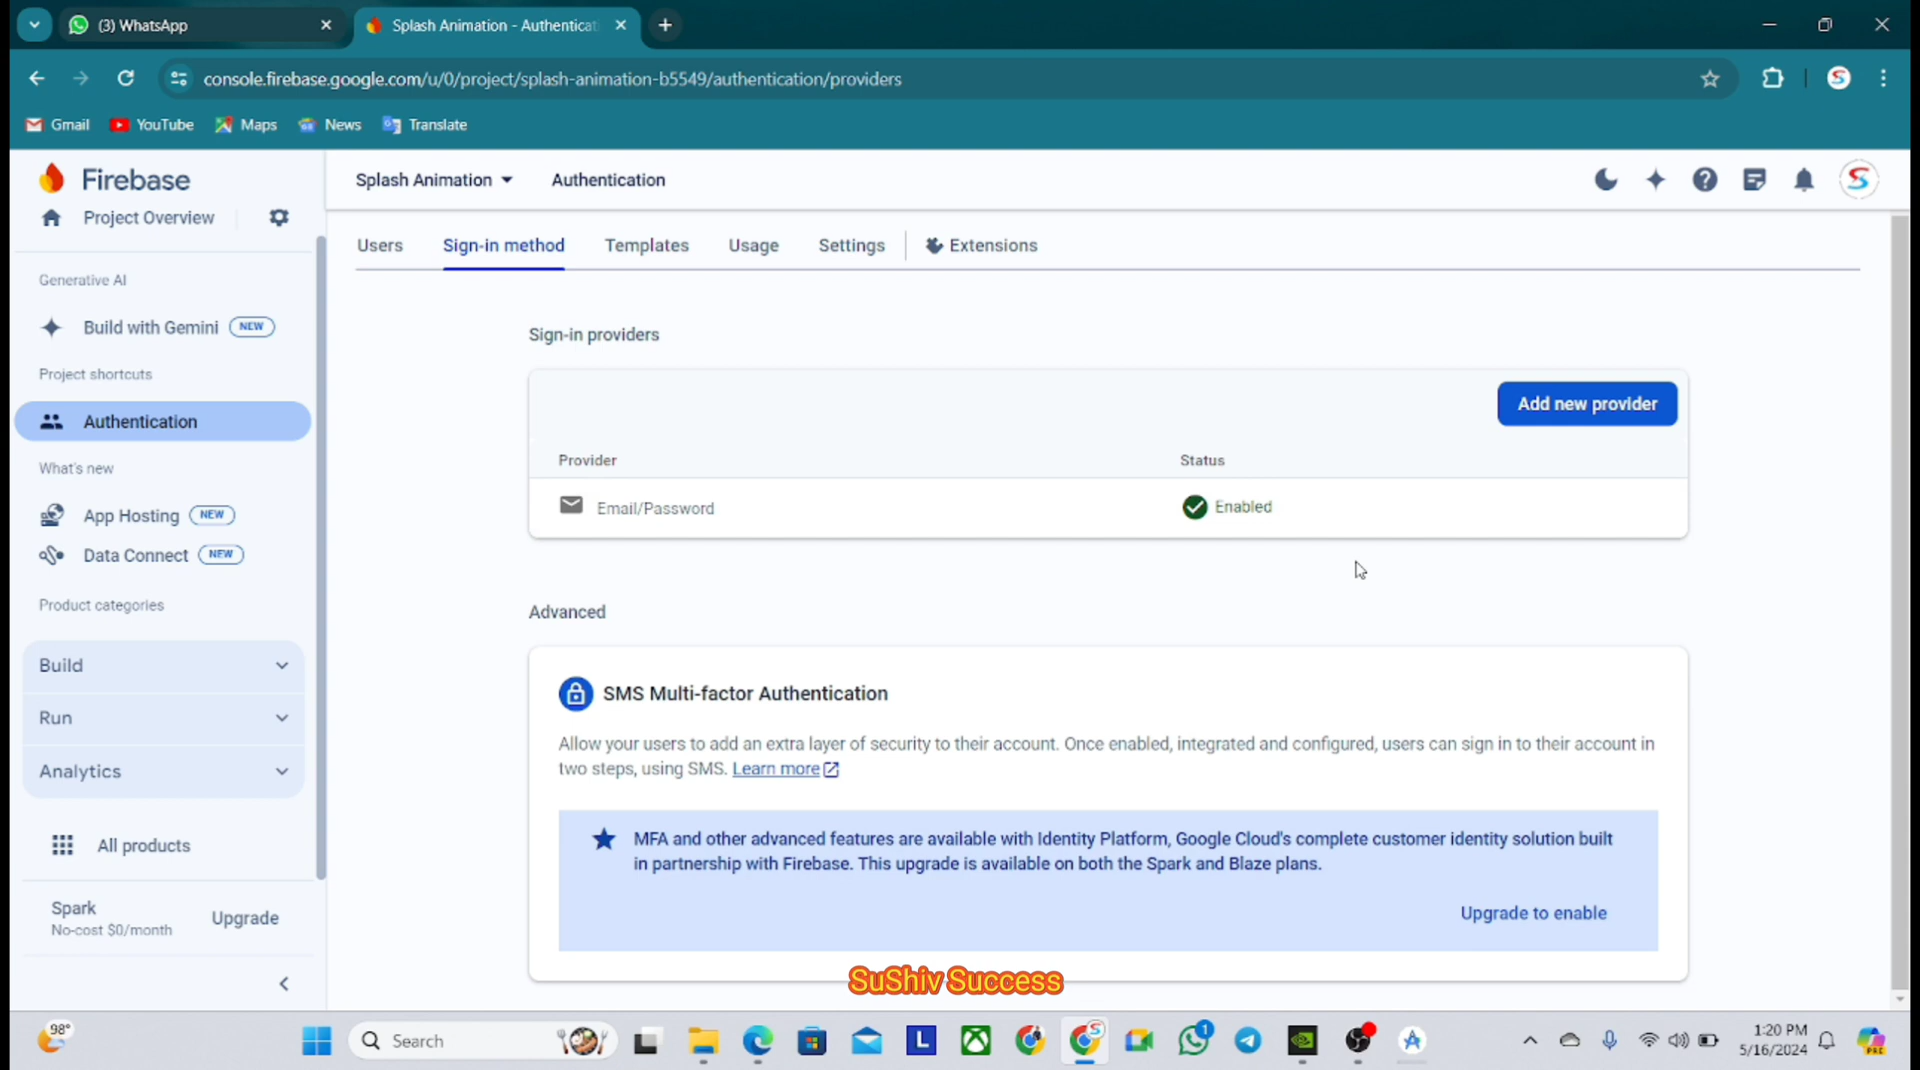 (3) WhatsApp
Splash Animation - Authenticati
console.firebase.google.com/u/0/project/splash-animation-b5549/authentication/providers
Gmail YouTube Maps News Translate
Firebase
Project Overview
Generative AI
Build with Gemini NEW
Project shortcuts
Authentication
What's new
App Hosting NEW
Data Connect NEW
Product categories
Build
Run
Analytics
All products
Spark
No-cost $0/month
Upgrade
Splash Animation Authentication
Users Sign-in method Templates Usage Settings Extensions
Sign-in providers
Add new provider
Provider Status
Email/Password Enabled
Advanced
SMS Multi-factor Authentication
Allow your users to add an extra layer of security to their account. Once enabled, integrated and configured, users can sign in to their account in
two steps, using SMS. Learn more
MFA and other advanced features are available with Identity Platform, Google Cloud's complete customer identity solution built
in partnership with Firebase. This upgrade is available on both the Spark and Blaze plans.
Upgrade to enable
SuShiv Success
98°
Search
L
1
1:20 PM
5/16/2024
PRE